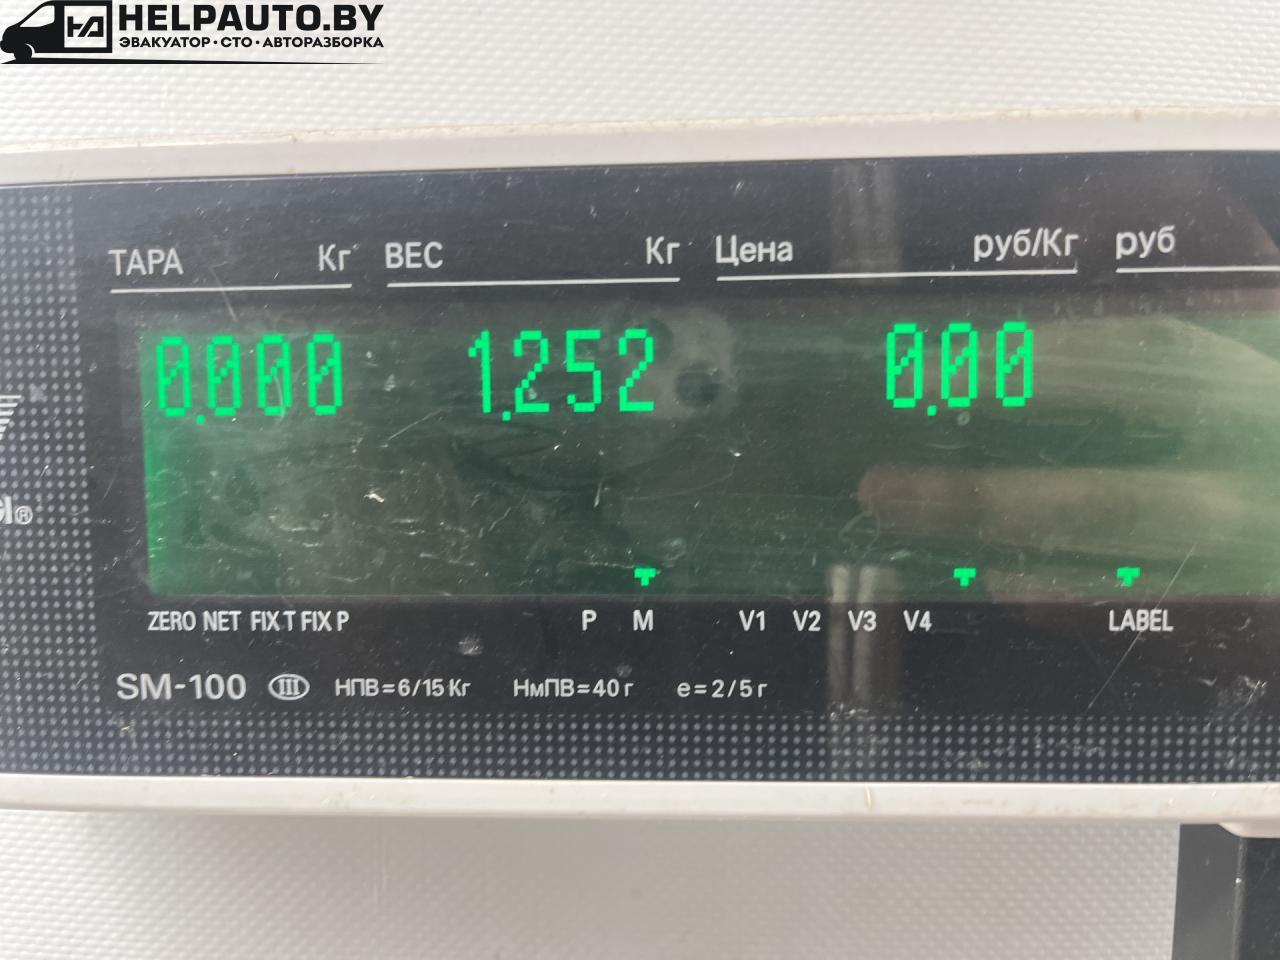 HELPAUTO.BY
ЭВАКУАТОР·СТО·АВТОРАЗБОРКА
ТАРА Кг ВЕС Кг Цена руб/Кг руб
0.000 1.252 0.00
ZERO NET FIX T FIX P P M V1 V2 V3 V4 LABEL
SM-100 III НПВ=6/15 Кг НмПВ=40 г e=2/5 г